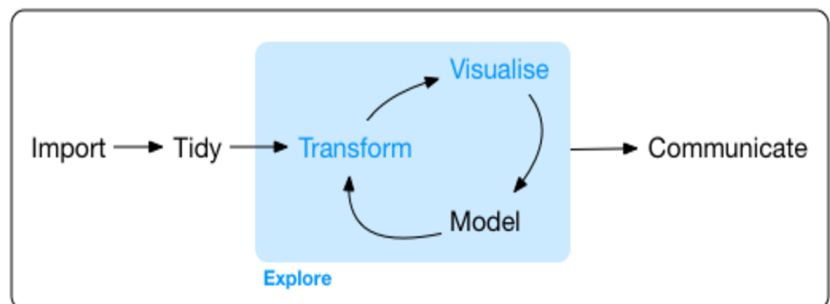 Visualise
Import
Tidy
Transform
Communicate
Model
Explore